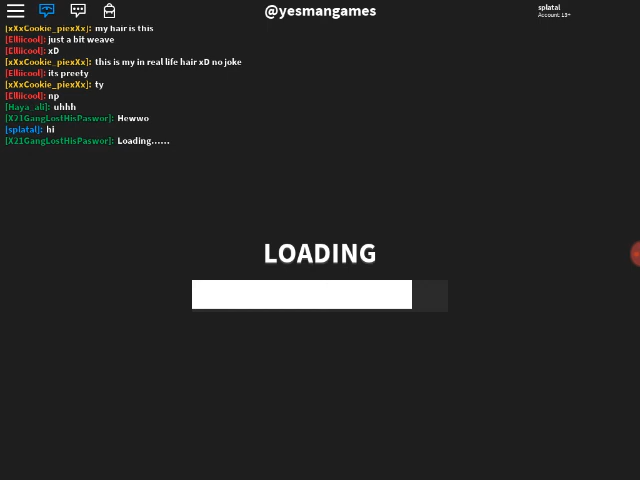 @yesmangames
splatal
Account: 13+
[xXxCookie_piexXx]: my hair is this
[Elliicool]: just a bit weave
[Elliicool]: xD
[xXxCookie_piexXx]: this is my in real life hair xD no joke
[Elliicool]: its preety
[xXxCookie_piexXx]: ty
[Elliicool]: np
[Haya_ali]: uhhh
[X21GangLostHisPaswor]: Hewwo
[splatal]: hi
[X21GangLostHisPaswor]: Loading......
LOADING